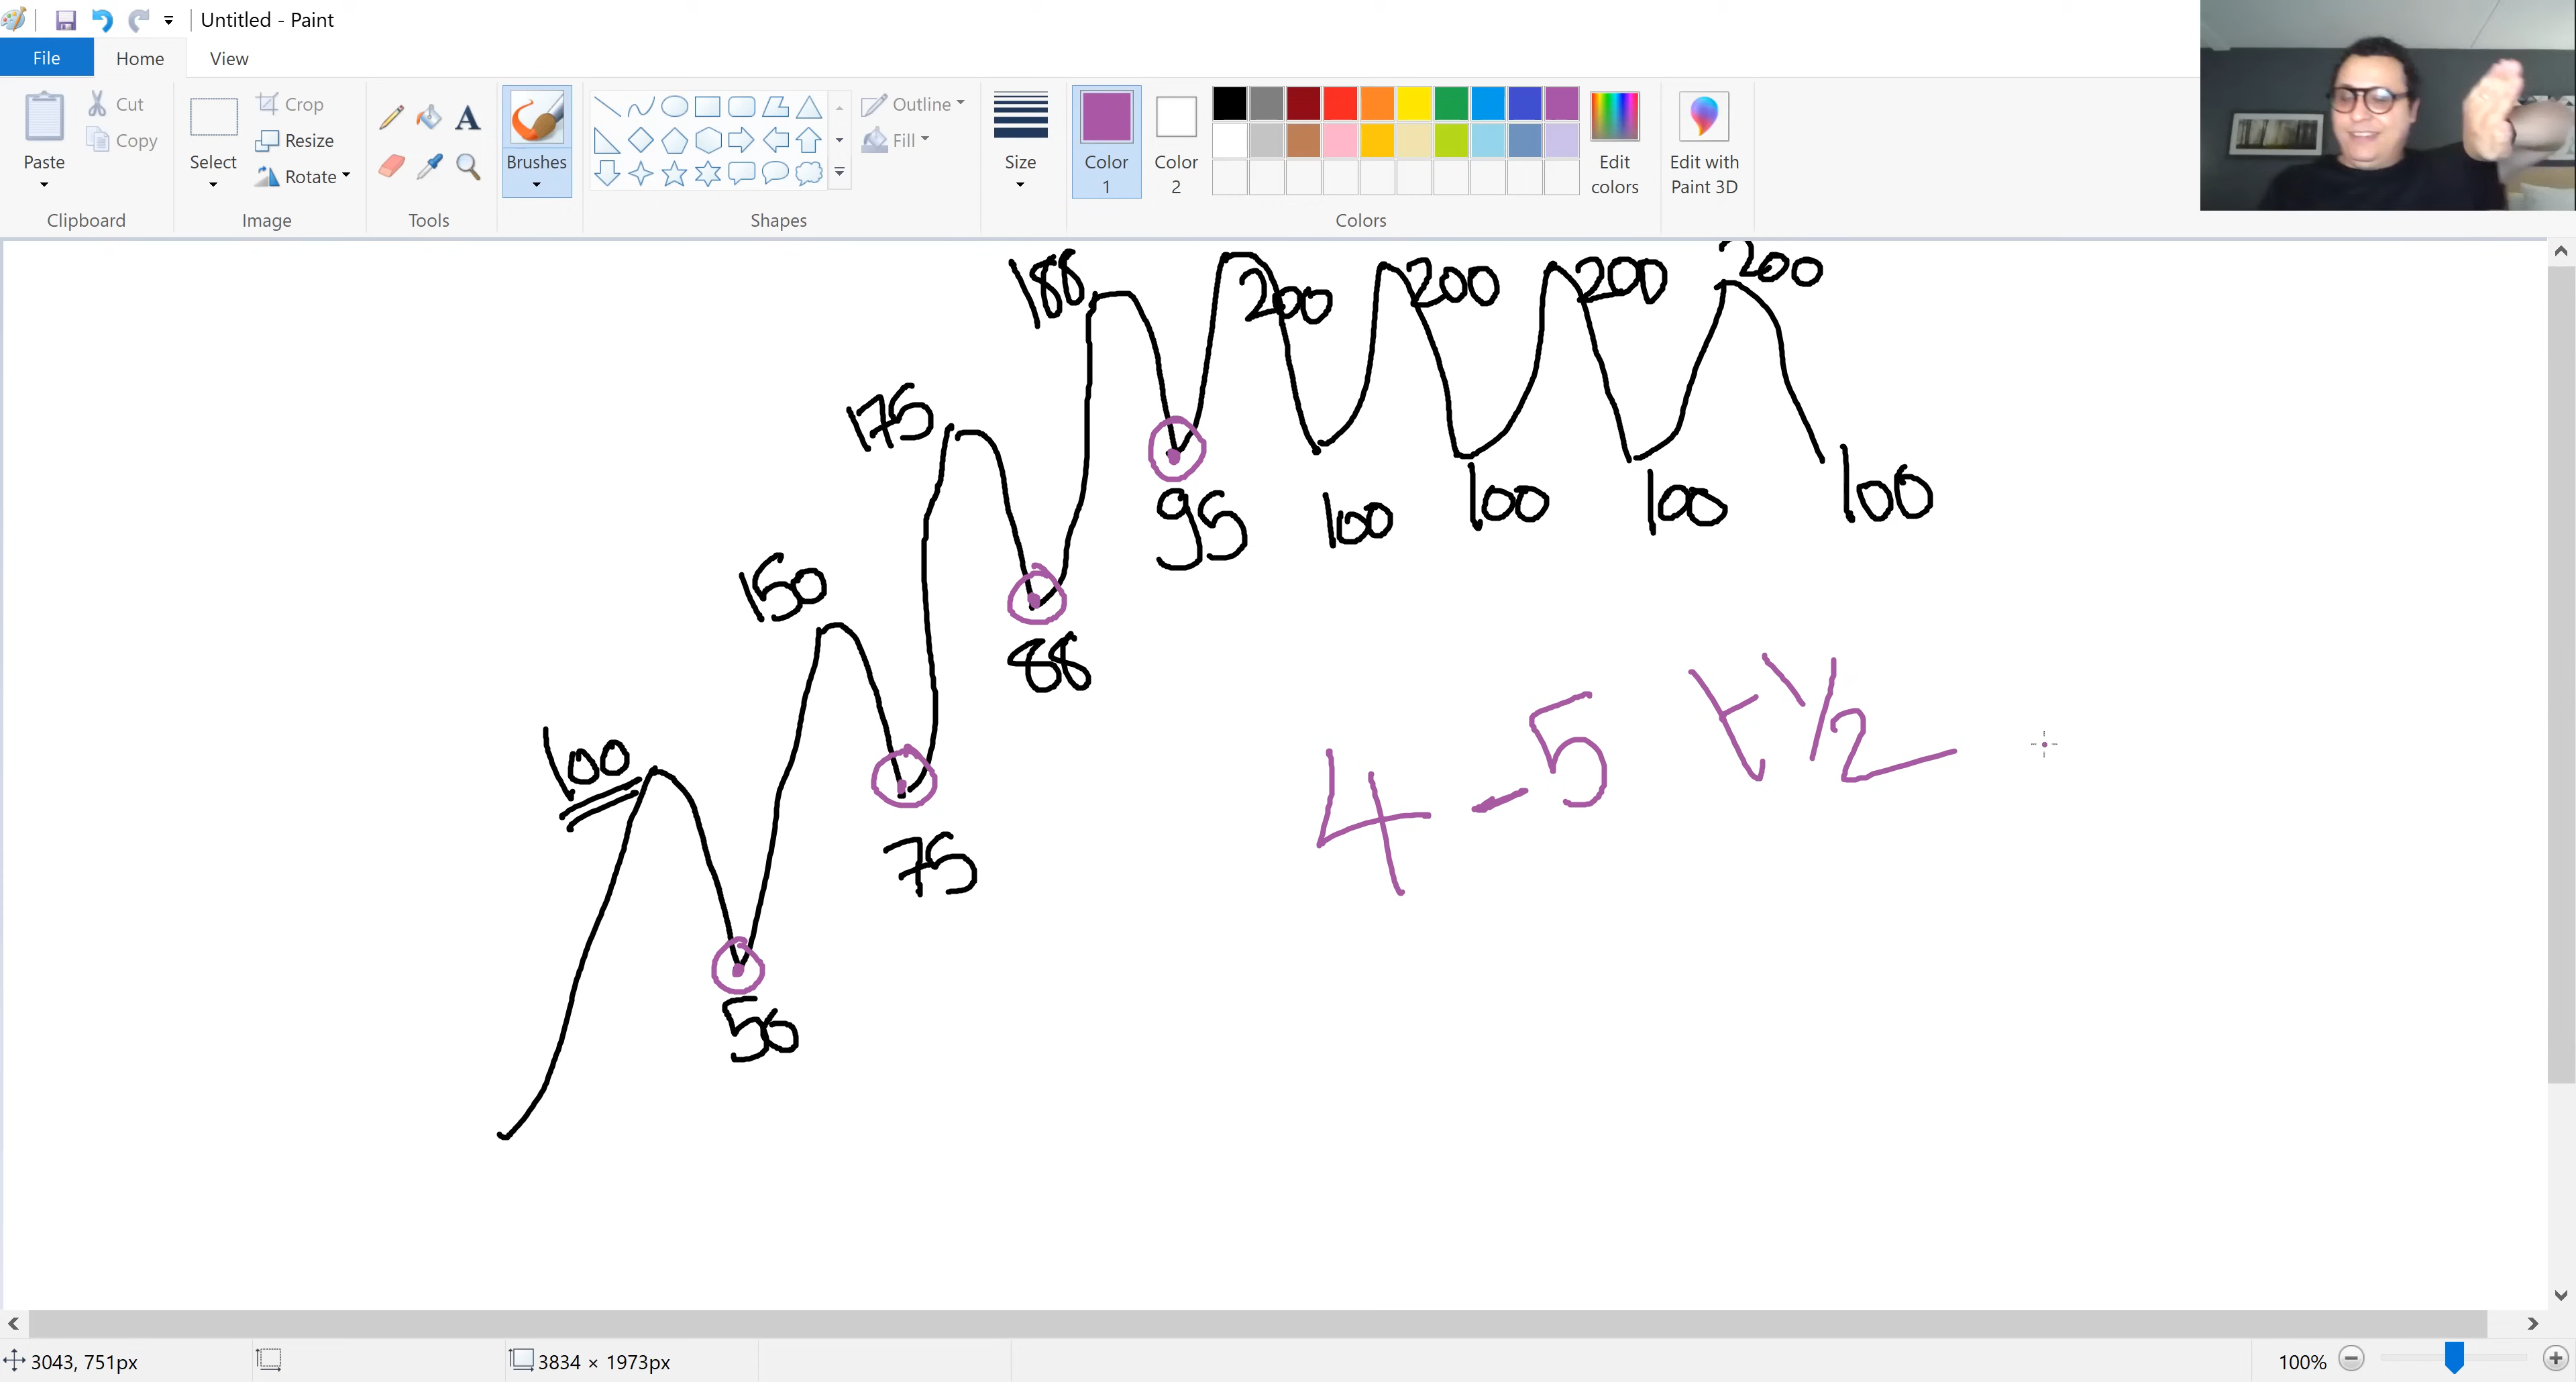 Untitled - Paint
File Home View
Paste
Cut
Copy
Clipboard
Select
Crop
Resize
Rotate
Image
Tools
Brushes
Shapes
Outline
Fill
Size
Color 1
Color 2
Edit colors
Edit with Paint 3D
Colors
188 200 200 200 200
175
95 100 100 100 100
150
88
100
75
4-5 t 1/2
50
3043, 751px
3834 × 1973px
100%